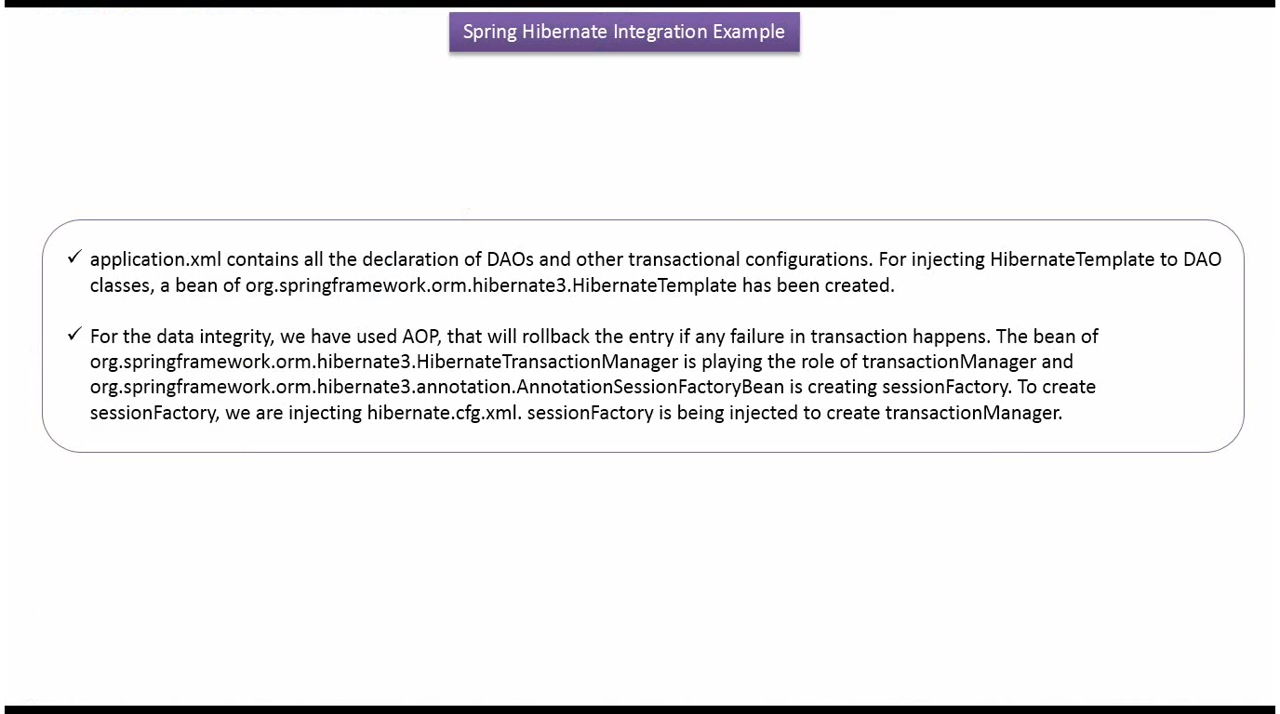 Spring Hibernate Integration Example
✓ application.xml contains all the declaration of DAOs and other transactional configurations. For injecting HibernateTemplate to DAO
classes, a bean of org.springframework.orm.hibernate3.HibernateTemplate has been created.
✓ For the data integrity, we have used AOP, that will rollback the entry if any failure in transaction happens. The bean of
org.springframework.orm.hibernate3.HibernateTransactionManager is playing the role of transactionManager and
org.springframework.orm.hibernate3.annotation.AnnotationSessionFactoryBean is creating sessionFactory. To create
sessionFactory, we are injecting hibernate.cfg.xml. sessionFactory is being injected to create transactionManager.